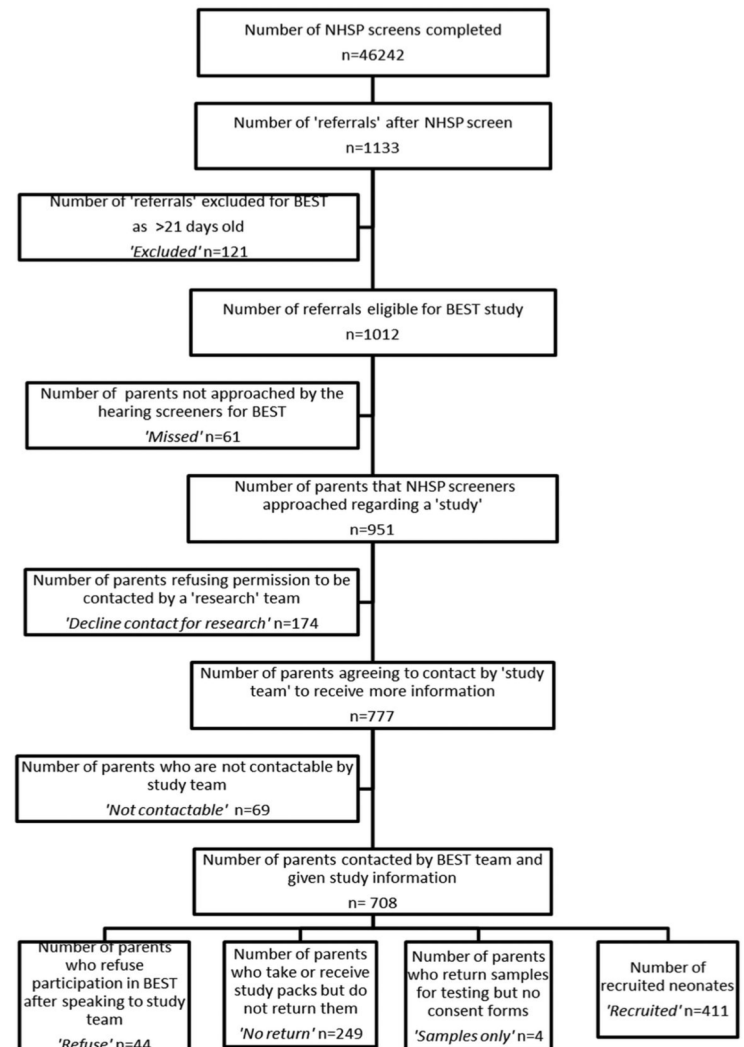 Number of NHSP screens completed
n=46242
Number of 'referrals' after NHSP screen
n=1133
Number of 'referrals' excluded for BEST
as >21 days old
'Excluded' n=121
Number of referrals eligible for BEST study
n=1012
Number of parents not approached by the
hearing screeners for BEST
'Missed' n=61
Number of parents that NHSP screeners
approached regarding a 'study'
n=951
Number of parents refusing permission to be
contacted by a 'research' team
'Decline contact for research' n=174
Number of parents agreeing to contact by 'study
team' to receive more information
n=777
Number of parents who are not contactable by
study team
'Not contactable' n=69
Number of parents contacted by BEST team and
given study information
n= 708
Number of parents
who refuse
participation in BEST
after speaking to study
team
'Refuse' n=44
Number of parents
who take or receive
study packs but do
not return them
'No return' n=249
Number of parents
who return samples
for testing but no
consent forms
'Samples only' n=4
Number of
recruited neonates
'Recruited' n=411